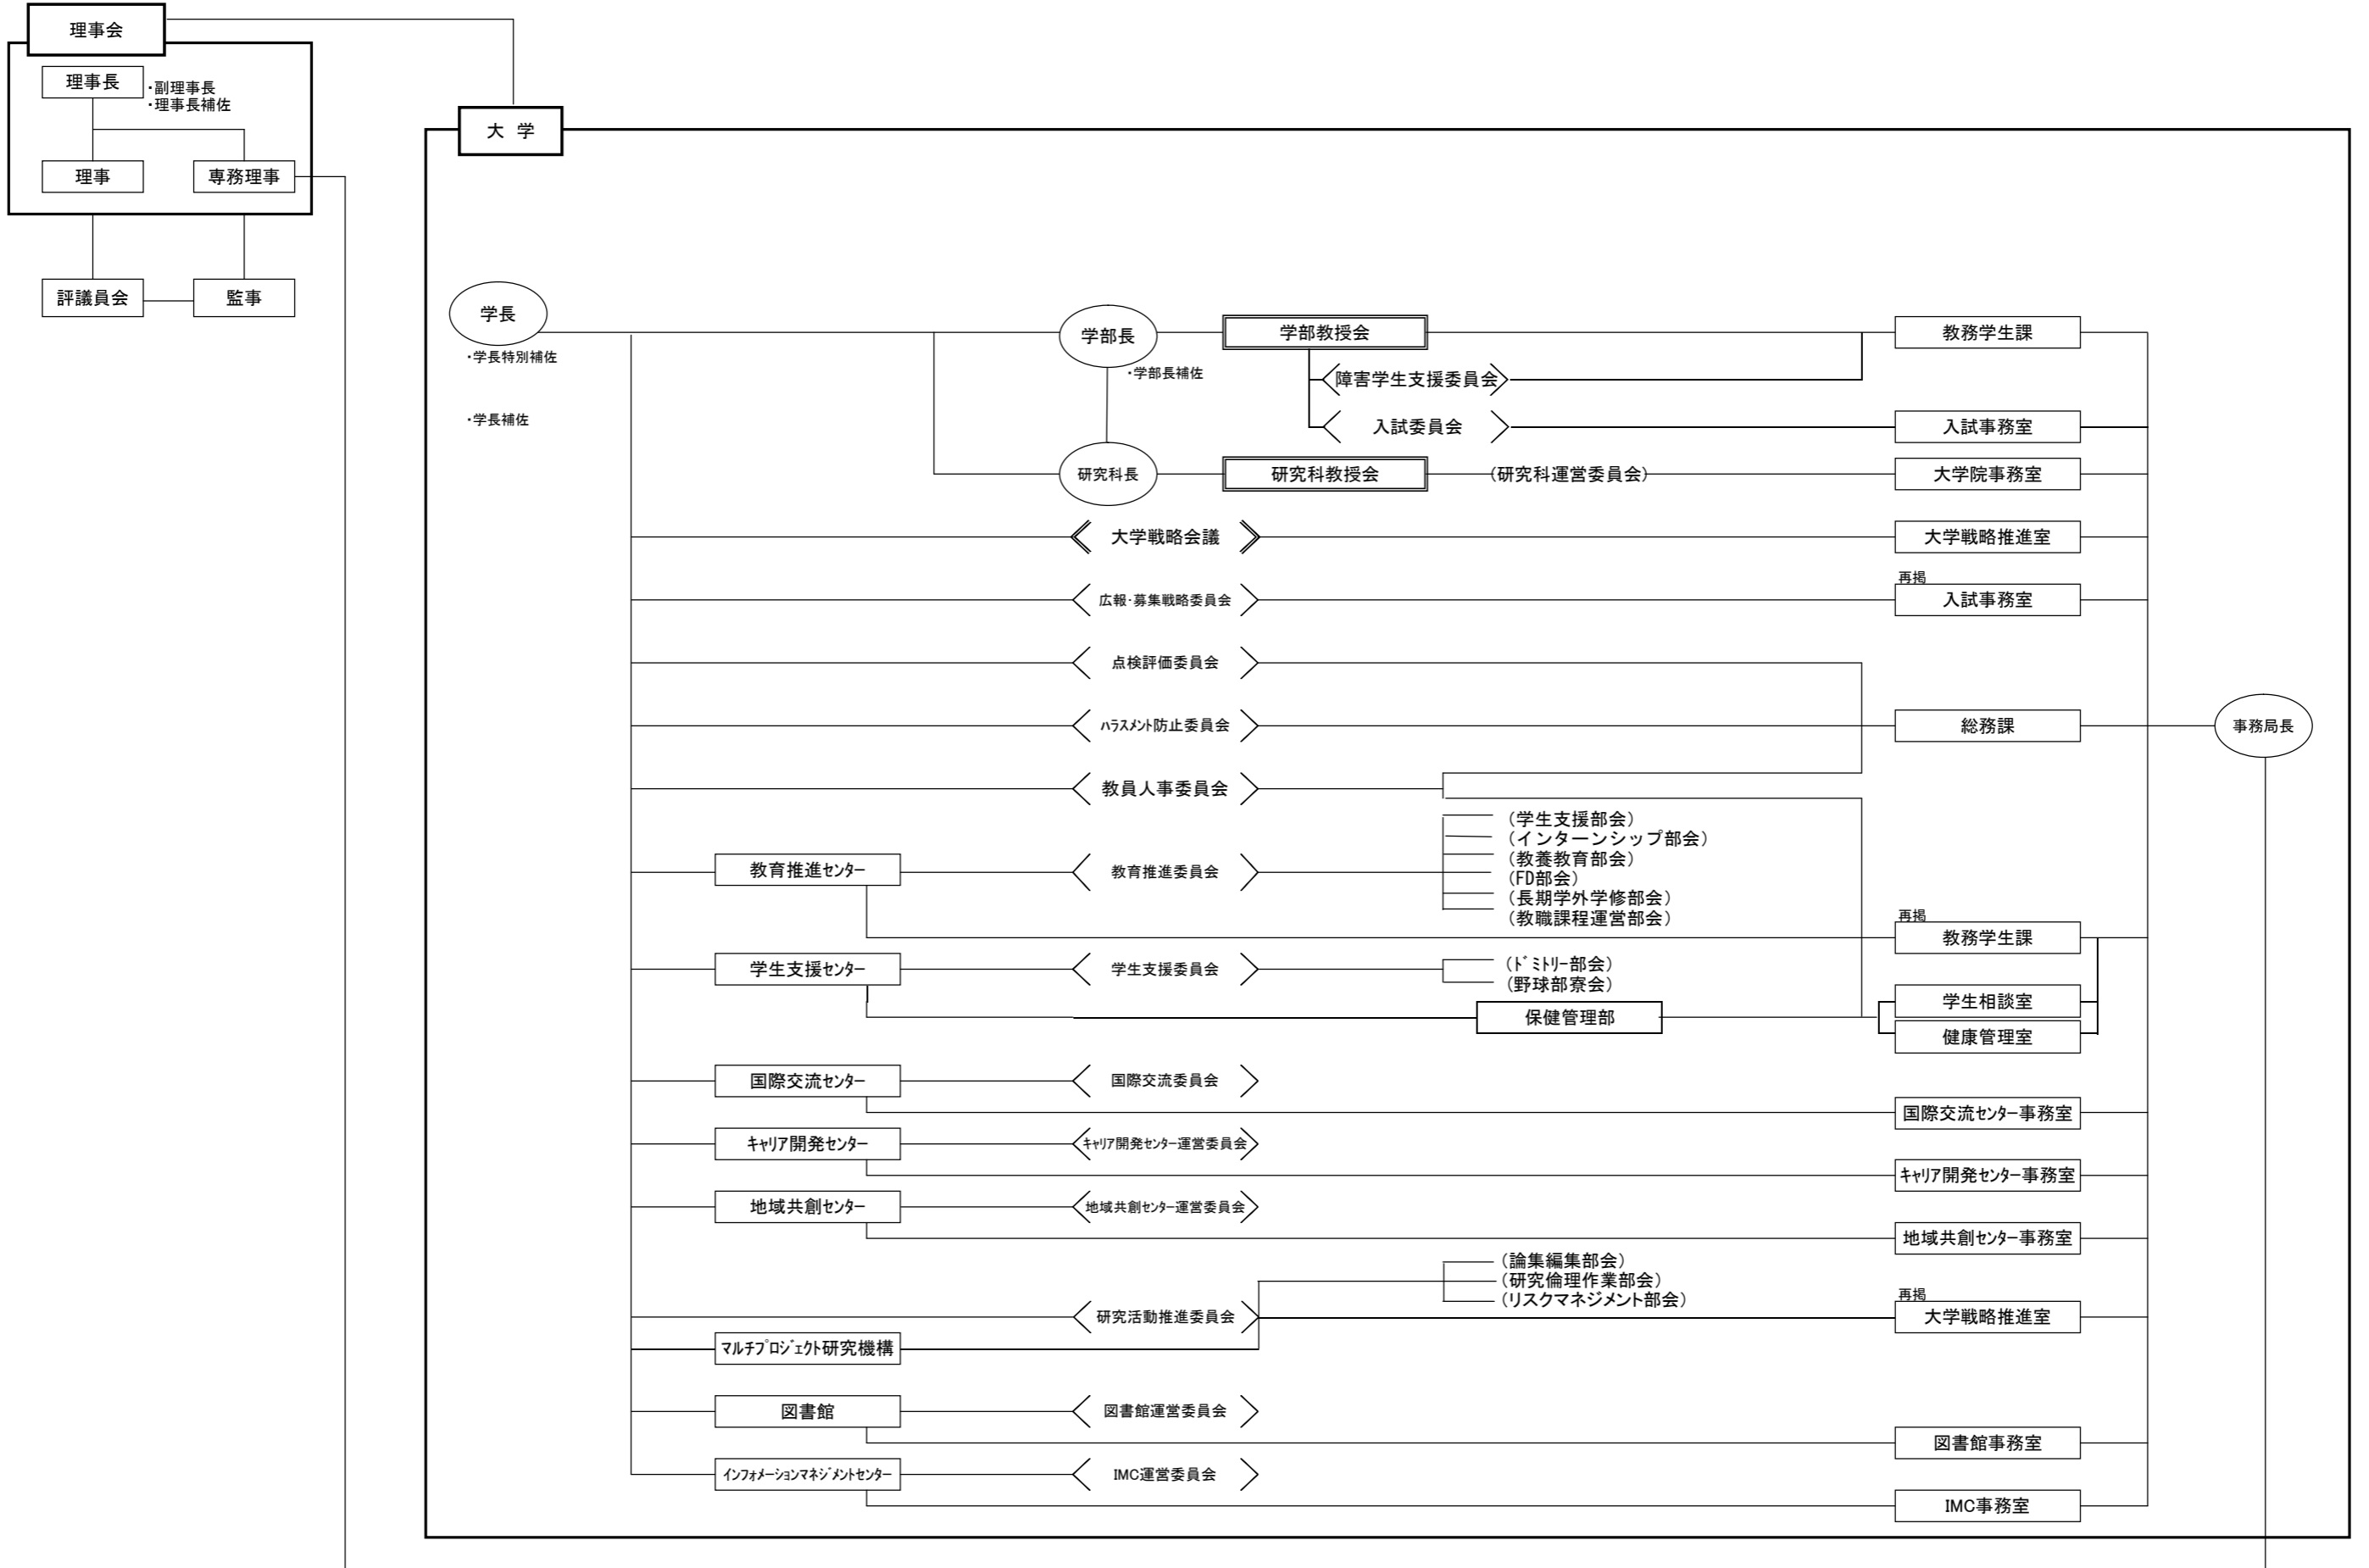 理事会
理事長
・副理事長
・理事長補佐
理事
専務理事
評議員会
監事
大 学
学長
・学長特別補佐
・学長補佐
学部長
・学部長補佐
学部教授会
教務学生課
障害学生支援委員会
入試委員会
入試事務室
研究科長
研究科教授会
(研究科運営委員会)
大学院事務室
大学戦略会議
大学戦略推進室
広報・募集戦略委員会
再掲
入試事務室
点検評価委員会
ﾊﾗｽﾒﾝﾄ防止委員会
総務課
事務局長
教員人事委員会
(学生支援部会)
(インターンシップ部会)
(教養教育部会)
(FD部会)
(長期学外学修部会)
(教職課程運営部会)
教育推進ｾﾝﾀｰ
教育推進委員会
再掲
教務学生課
学生支援ｾﾝﾀｰ
学生支援委員会
(ﾄﾞﾐﾄﾘｰ部会)
(野球部寮会)
保健管理部
学生相談室
健康管理室
国際交流ｾﾝﾀｰ
国際交流委員会
国際交流ｾﾝﾀｰ事務室
ｷｬﾘｱ開発ｾﾝﾀｰ
ｷｬﾘｱ開発ｾﾝﾀｰ運営委員会
ｷｬﾘｱ開発ｾﾝﾀｰ事務室
地域共創ｾﾝﾀｰ
地域共創ｾﾝﾀｰ運営委員会
地域共創ｾﾝﾀｰ事務室
(論集編集部会)
(研究倫理作業部会)
(リスクマネジメント部会)
研究活動推進委員会
再掲
大学戦略推進室
ﾏﾙﾁﾌﾟﾛｼﾞｪｸﾄ研究機構
図書館
図書館運営委員会
図書館事務室
ｲﾝﾌｫﾒｰｼｮﾝﾏﾈｼﾞﾒﾝﾄｾﾝﾀｰ
IMC運営委員会
IMC事務室